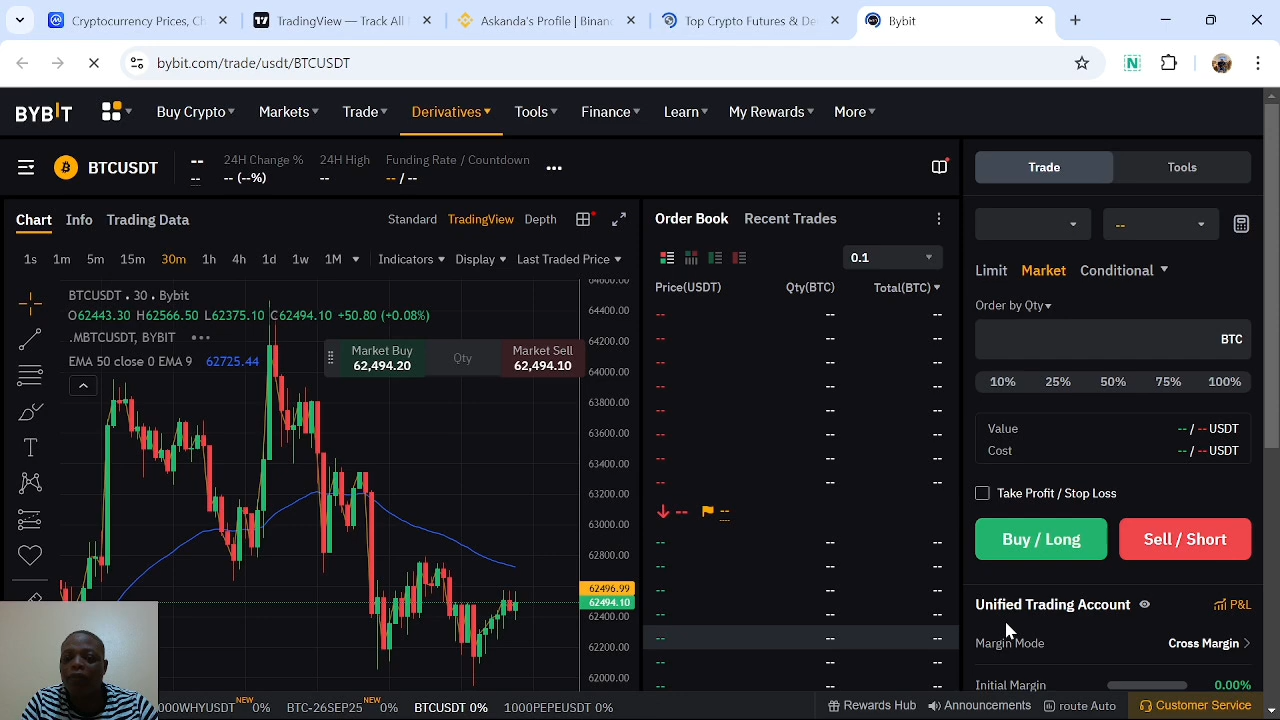 Cryptocurrency Prices, Ch
TradingView — Track All
Askanda's Profile | Binan
Top Crypto Futures & De
Bybit
bybit.com/trade/usdt/BTCUSDT
N
BYBIT
Buy Crypto
Markets
Trade
Derivatives
Tools
Finance
Learn
My Rewards
More
BTCUSDT
--
--
24H Change %
-- (--%)
24H High
--
Funding Rate / Countdown
-- / --
Trade
Tools
Chart
Info
Trading Data
Standard
TradingView
Depth
Order Book
Recent Trades
--
1s
1m
5m
15m
30m
1h
4h
1d
1w
1M
Indicators
Display
Last Traded Price
0.1
Limit
Market
Conditional
Price(USDT)
Qty(BTC)
Total(BTC)
BTCUSDT . 30 . Bybit
O62443.30 H62566.50 L62375.10 C62494.10 +50.80 (+0.08%)
.MBTCUSDT, BYBIT
EMA 50 close 0 EMA 9 62725.44
Market Buy
62,494.20
Qty
Market Sell
62,494.10
64600.00
64400.00
64200.00
64000.00
63800.00
63600.00
63400.00
63200.00
63000.00
62800.00
62496.99
62494.10
62400.00
62200.00
62000.00
-- -- --
-- -- --
-- -- --
-- -- --
-- -- --
-- -- --
-- -- --
-- -- --
-- --
-- -- --
-- -- --
-- -- --
-- -- --
-- -- --
-- -- --
-- -- --
Order by Qty
BTC
10%
25%
50%
75%
100%
Value
-- / -- USDT
Cost
-- / -- USDT
Take Profit / Stop Loss
Buy / Long
Sell / Short
Unified Trading Account
P&L
Margin Mode
Cross Margin
Initial Margin
0.00%
000WHYUSDT 0%
NEW
BTC-26SEP25 0%
NEW
BTCUSDT 0%
1000PEPEUSDT 0%
Rewards Hub
Announcements
route Auto
Customer Service